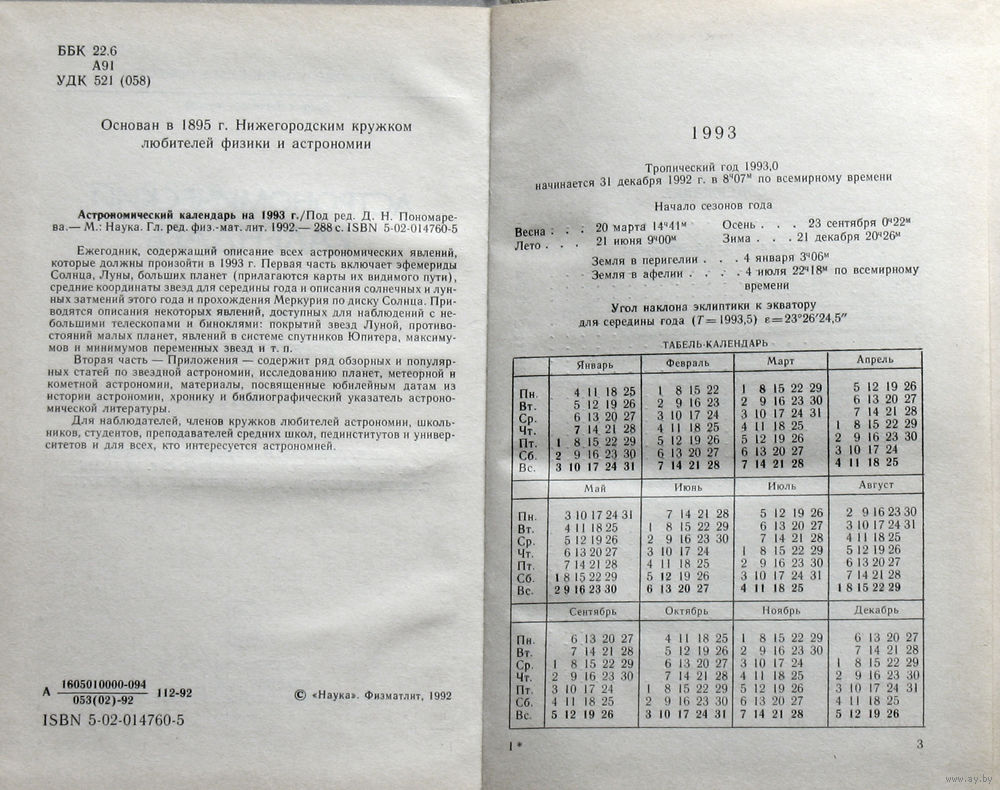 ББК 22.6
А91
УДК 521 (058)
Основан в 1895 г. Нижегородским кружком
любителей физики и астрономии
Астрономический календарь на 1993 г./Под ред. Д. Н. Пономаре-
ва.— М.: Наука. Гл. ред. физ.-мат. лит. 1992.— 288 с. ISBN 5-02-014760-5
Ежегодник, содержащий описание всех астрономических явлений,
которые должны произойти в 1993 г. Первая часть включает эфемериды
Солнца, Луны, больших планет (прилагаются карты их видимого пути),
средние координаты звезд для середины года и описания солнечных и лун-
ных затмений этого года и прохождения Меркурия по диску Солнца. При-
водятся описания некоторых явлений, доступных для наблюдений с не-
большими телескопами и биноклями: покрытий звезд Луной, противо-
стояний малых планет, явлений в системе спутников Юпитера, максиму-
мов и минимумов переменных звезд и т. п.
Вторая часть — Приложения — содержит ряд обзорных и популяр-
ных статей по звездной астрономии, исследованию планет, метеорной и
кометной астрономии, материалы, посвященные юбилейным датам из
истории астрономии, хронику и библиографический указатель астроно-
мической литературы.
Для наблюдателей, членов кружков любителей астрономии, школь-
ников, студентов, преподавателей средних школ, пединститутов и универ-
ситетов и для всех, кто интересуется астрономией.
А 1605010000-094 / 053(02)-92 112-92
© «Наука». Физматлит, 1992
ISBN 5-02-014760-5
1993
Тропический год 1993,0
начинается 31 декабря 1992 г. в 8ч07м по всемирному времени
Начало сезонов года
Весна . . . 20 марта 14ч41м Осень . . . 23 сентября 0ч22м
Лето . . . 21 июня 9ч00м Зима . . . 21 декабря 20ч26м
Земля в перигелии . . . 4 января 3ч06м
Земля в афелии . . . . 4 июля 22ч18м по всемирному
времени
Угол наклона эклиптики к экватору
для середины года (T=1993,5) ε=23°26′24,5″
ТАБЕЛЬ-КАЛЕНДАРЬ
Январь Февраль Март Апрель
Пн. 4 11 18 25 1 8 15 22 1 8 15 22 29 5 12 19 26
Вт. 5 12 19 26 2 9 16 23 2 9 16 23 30 6 13 20 27
Ср. 6 13 20 27 3 10 17 24 3 10 17 24 31 7 14 21 28
Чт. 7 14 21 28 4 11 18 25 4 11 18 25 1 8 15 22 29
Пт. 1 8 15 22 29 5 12 19 26 5 12 19 26 2 9 16 23 30
Сб. 2 9 16 23 30 6 13 20 27 6 13 20 27 3 10 17 24
Вс. 3 10 17 24 31 7 14 21 28 7 14 21 28 4 11 18 25
Май Июнь Июль Август
Пн. 3 10 17 24 31 7 14 21 28 5 12 19 26 2 9 16 23 30
Вт. 4 11 18 25 1 8 15 22 29 6 13 20 27 3 10 17 24 31
Ср. 5 12 19 26 2 9 16 23 30 7 14 21 28 4 11 18 25
Чт. 6 13 20 27 3 10 17 24 1 8 15 22 29 5 12 19 26
Пт. 7 14 21 28 4 11 18 25 2 9 16 23 30 6 13 20 27
Сб. 1 8 15 22 29 5 12 19 26 3 10 17 24 31 7 14 21 28
Вс. 2 9 16 23 30 6 13 20 27 4 11 18 25 1 8 15 22 29
Сентябрь Октябрь Ноябрь Декабрь
Пн. 6 13 20 27 4 11 18 25 1 8 15 22 29 6 13 20 27
Вт. 7 14 21 28 5 12 19 26 2 9 16 23 30 7 14 21 28
Ср. 1 8 15 22 29 6 13 20 27 3 10 17 24 1 8 15 22 29
Чт. 2 9 16 23 30 7 14 21 28 4 11 18 25 2 9 16 23 30
Пт. 3 10 17 24 1 8 15 22 29 5 12 19 26 3 10 17 24 31
Сб. 4 11 18 25 2 9 16 23 30 6 13 20 27 4 11 18 25
Вс. 5 12 19 26 3 10 17 24 31 7 14 21 28 5 12 19 26
1*
3
www.ay.by